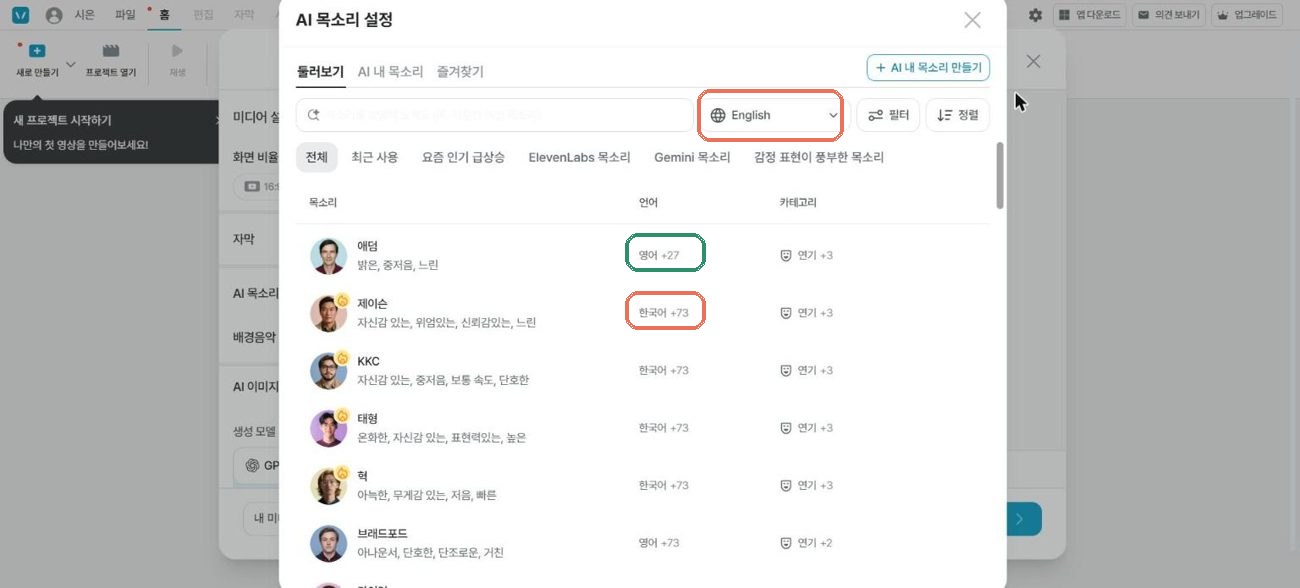 시은 파일 홈 편집 자막
앱 다운로드 의견 보내기 업그레이드
새로 만들기 프로젝트 열기 재생
새 프로젝트 시작하기
나만의 첫 영상을 만들어보세요!
미디어 설
화면 비율
16:9
자막
AI 목소리
배경음악
AI 이미지
생성 모델
GP
내 미디
AI 목소리 설정
둘러보기 AI 내 목소리 즐겨찾기
+ AI 내 목소리 만들기
English 필터 정렬
전체 최근 사용 요즘 인기 급상승 ElevenLabs 목소리 Gemini 목소리 감정 표현이 풍부한 목소리
목소리 언어 카테고리
애덤
밝은, 중저음, 느린
영어 +27 연기 +3
제이슨
자신감 있는, 위엄있는, 신뢰감있는, 느린
한국어 +73 연기 +3
KKC
자신감 있는, 중저음, 보통 속도, 단호한
한국어 +73 연기 +3
태형
온화한, 자신감 있는, 표현력있는, 높은
한국어 +73 연기 +3
혁
아늑한, 무게감 있는, 저음, 빠른
한국어 +73 연기 +3
브래드포드
아나운서, 단호한, 단조로운, 거친
영어 +73 연기 +2